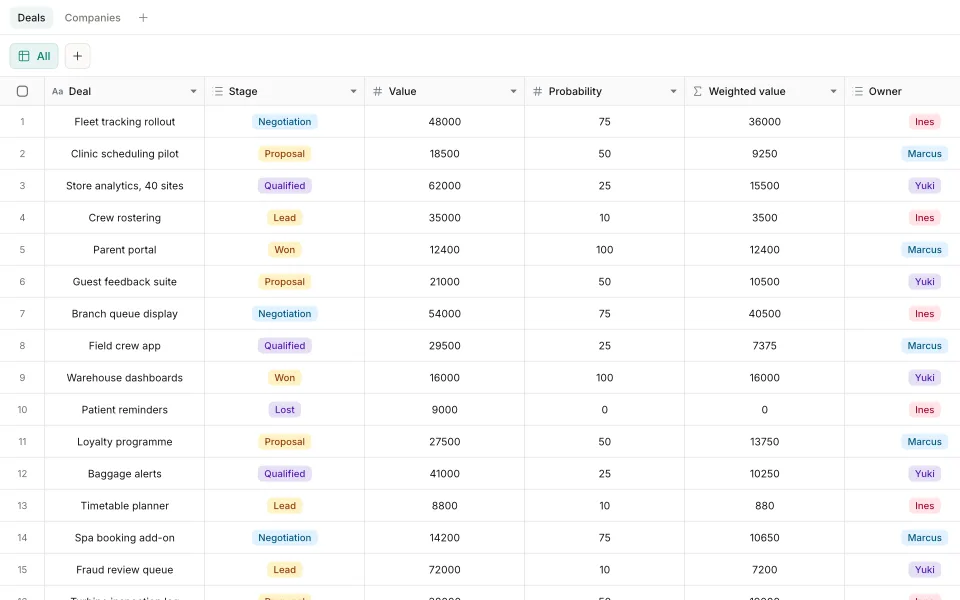 Deals Companies +
All +
Aa Deal Stage # Value # Probability Σ Weighted value Owner
1 Fleet tracking rollout Negotiation 48000 75 36000 Ines
2 Clinic scheduling pilot Proposal 18500 50 9250 Marcus
3 Store analytics, 40 sites Qualified 62000 25 15500 Yuki
4 Crew rostering Lead 35000 10 3500 Ines
5 Parent portal Won 12400 100 12400 Marcus
6 Guest feedback suite Proposal 21000 50 10500 Yuki
7 Branch queue display Negotiation 54000 75 40500 Ines
8 Field crew app Qualified 29500 25 7375 Marcus
9 Warehouse dashboards Won 16000 100 16000 Yuki
10 Patient reminders Lost 9000 0 0 Ines
11 Loyalty programme Proposal 27500 50 13750 Marcus
12 Baggage alerts Qualified 41000 25 10250 Yuki
13 Timetable planner Lead 8800 10 880 Ines
14 Spa booking add-on Negotiation 14200 75 10650 Marcus
15 Fraud review queue Lead 72000 10 7200 Yuki